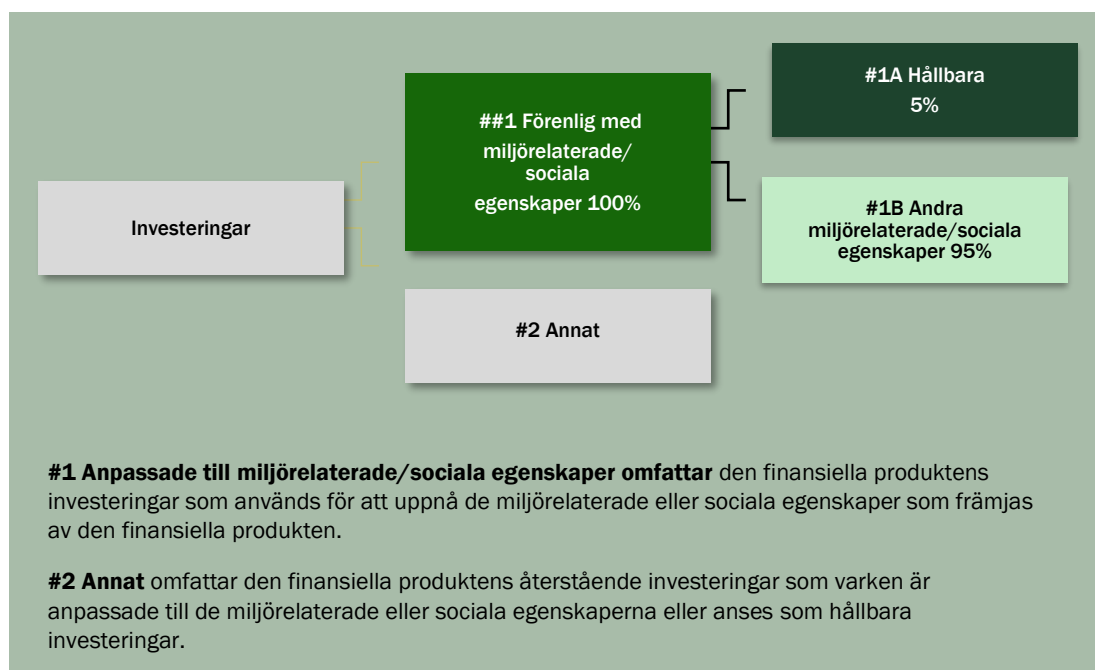 #1A Hållbara
5%
##1 Förenlig med
miljörelaterade/
sociala
egenskaper 100%
#1B Andra
miljörelaterade/sociala
egenskaper 95%
Investeringar
#2 Annat
#1 Anpassade till miljörelaterade/sociala egenskaper omfattar den finansiella produktens
investeringar som används för att uppnå de miljörelaterade eller sociala egenskaper som främjas
av den finansiella produkten.
#2 Annat omfattar den finansiella produktens återstående investeringar som varken är
anpassade till de miljörelaterade eller sociala egenskaperna eller anses som hållbara
investeringar.